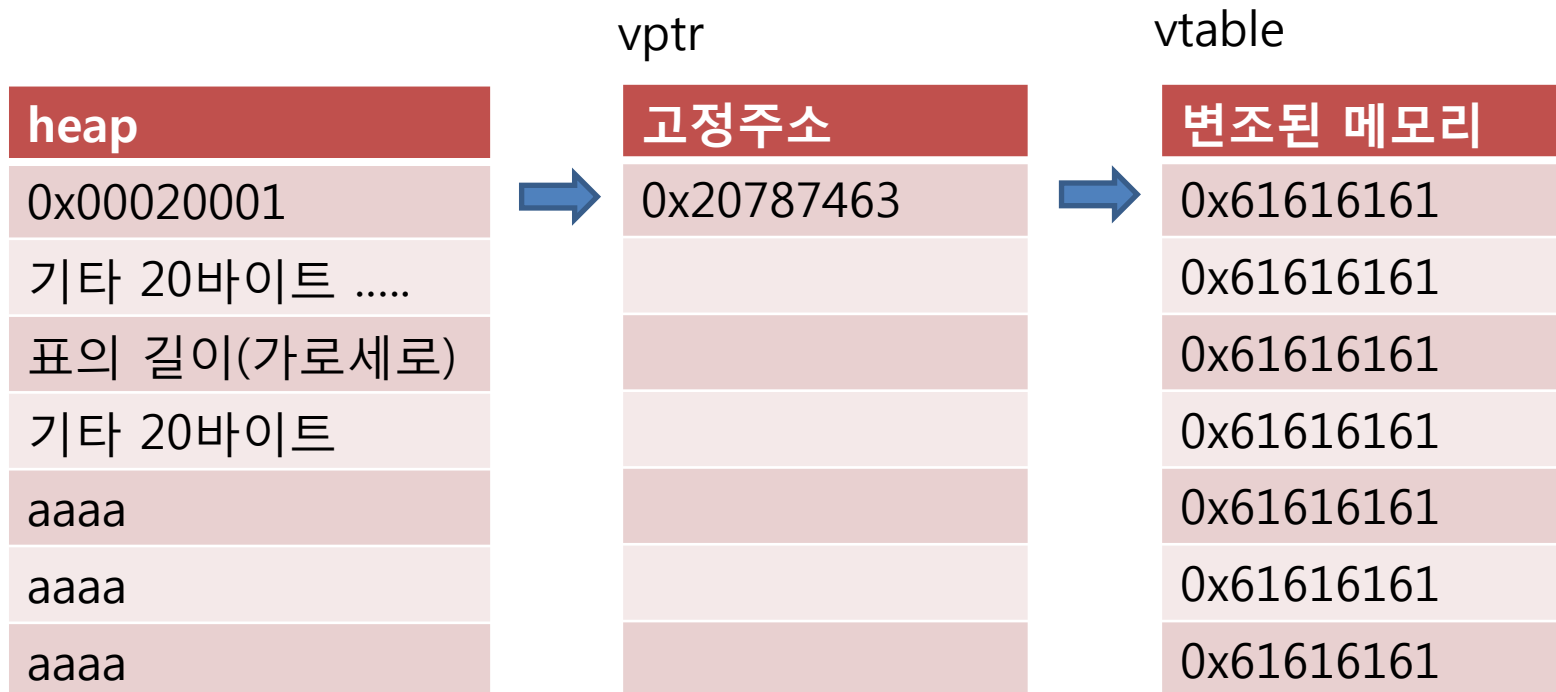 vptr
vtable
heap
고정주소
변조된 메모리
0x00020001
0x20787463
0x61616161
기타 20바이트 .....
0x61616161
표의 길이(가로세로)
0x61616161
기타 20바이트
0x61616161
aaaa
0x61616161
aaaa
0x61616161
aaaa
0x61616161